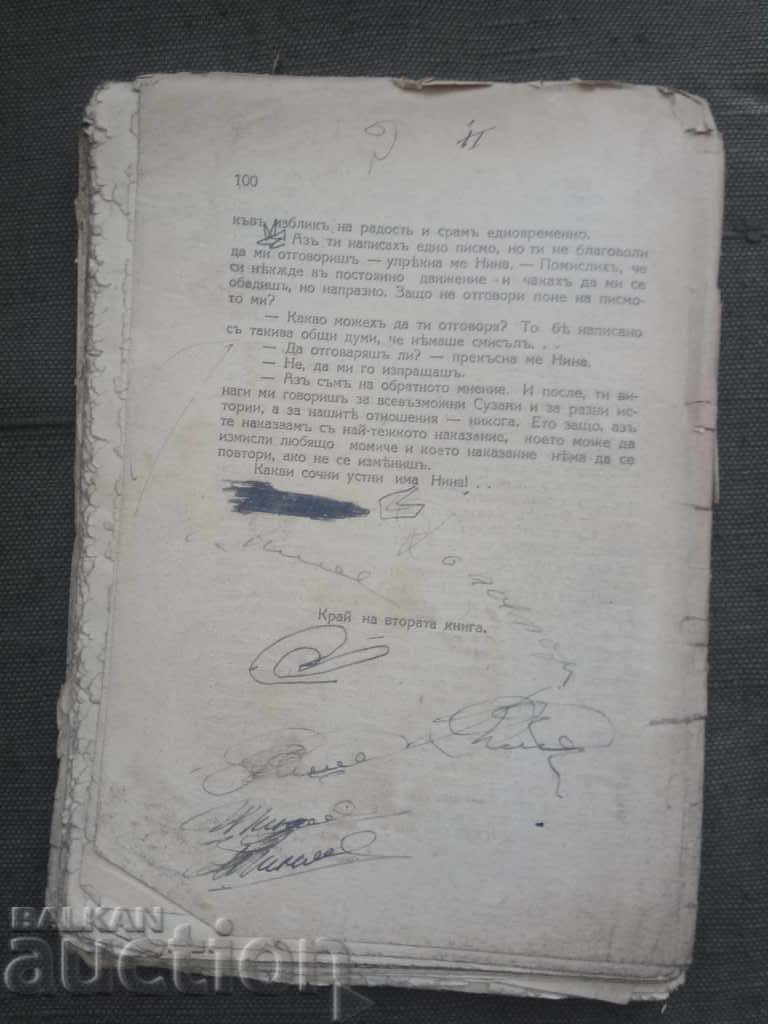 100
къвъ изблик на радость и срамъ едновременно.
Азъ ти написахъ едно писмо, но ти не благоволи
да ми отговоришъ — упрѣкна ме Нина. — Помислихъ, че
си нѣкѫде въ постоянно движение и чакахъ да ми се
обадишъ, но напразно. Защо не отговори поне на писмо-
то ми?
— Какво можехъ да ти отговоря? То бѣ написано
съ такива общи думи, че нѣмаше смисълъ. . .
— Да отговаряшъ ли? — прекъсна ме Нина.
— Не, да ми го изпращашъ.
— Азъ съмъ на обратното мнение. И после, ти ви-
наги ми говоришъ за всевъзможни Сузани и за разни ис-
тории, а за нашитѣ отношения — никога. Ето защо, азъ
те наказвамъ съ най-тежкото наказание, което може да
измисли любящо момиче и което наказание нѣма да се
повтори, ако не се измѣнишъ.
Какви сочни устни има Нина! . .
Край на втората книга.
BALKAN
auction